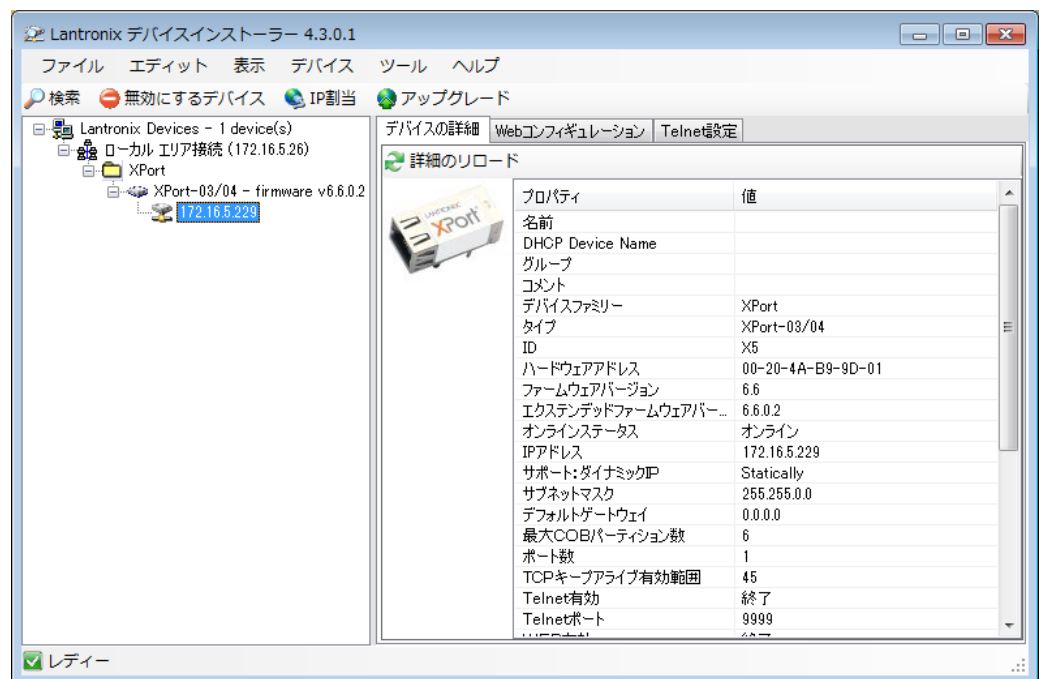 Lantronix デバイスインストーラー 4.3.0.1
ファイル エディット 表示 デバイス ツール ヘルプ
検索 無効にするデバイス IP割当 アップグレード
Lantronix Devices - 1 device(s)
ローカル エリア接続 (172.16.5.26)
XPort
XPort-03/04 - firmware v6.6.0.2
172.16.5.229
デバイスの詳細 Webコンフィギュレーション Telnet設定
詳細のリロード
LANTRONIX
XPort
プロパティ 値
名前
DHCP Device Name
グループ
コメント
デバイスファミリー XPort
タイプ XPort-03/04
ID X5
ハードウェアアドレス 00-20-4A-B9-9D-01
ファームウェアバージョン 6.6
エクステンデッドファームウェアバー... 6.6.0.2
オンラインステータス オンライン
IPアドレス 172.16.5.229
サポート:ダイナミックIP Statically
サブネットマスク 255.255.0.0
デフォルトゲートウェイ 0.0.0.0
最大COBパーティション数 6
ポート数 1
TCPキープアライブ有効範囲 45
Telnet有効 終了
Telnetポート 9999
レディー